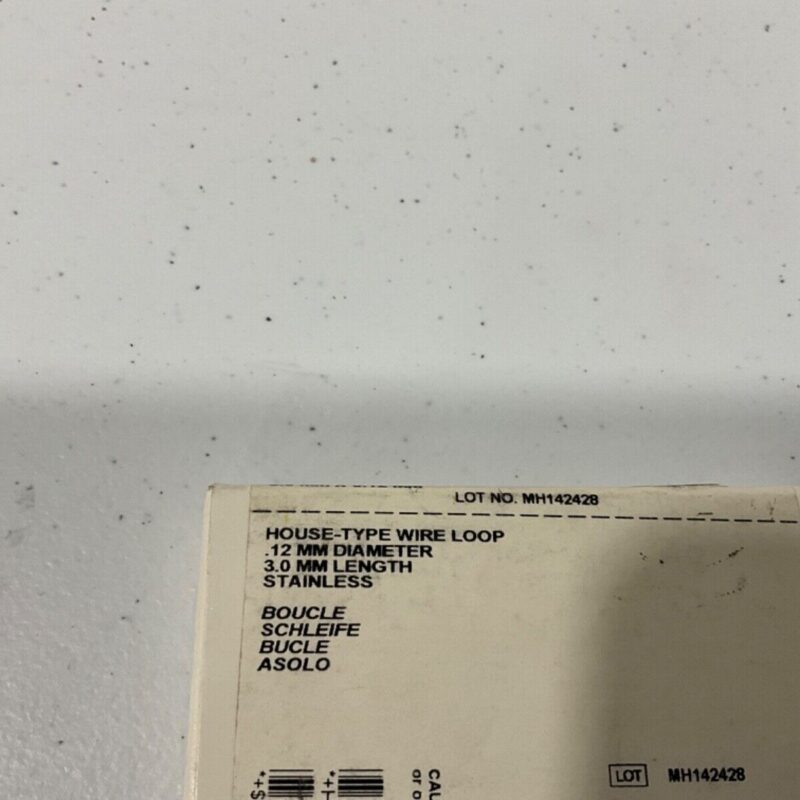 LOT NO. MH142428
HOUSE-TYPE WIRE LOOP
.12 MM DIAMETER
3.0 MM LENGTH
STAINLESS
BOUCLE
SCHLEIFE
BUCLE
ASOLO
LOT MH142428